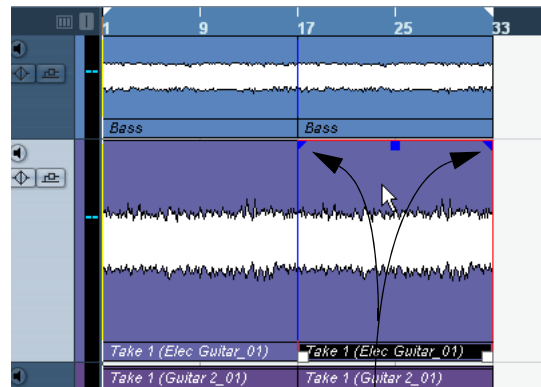 1 9 17 25 33
Bass Bass
Take 1 (Elec Guitar_01) Take 1 (Elec Guitar_01)
Take 1 (Guitar 2_01) Take 1 (Guitar 2_01)